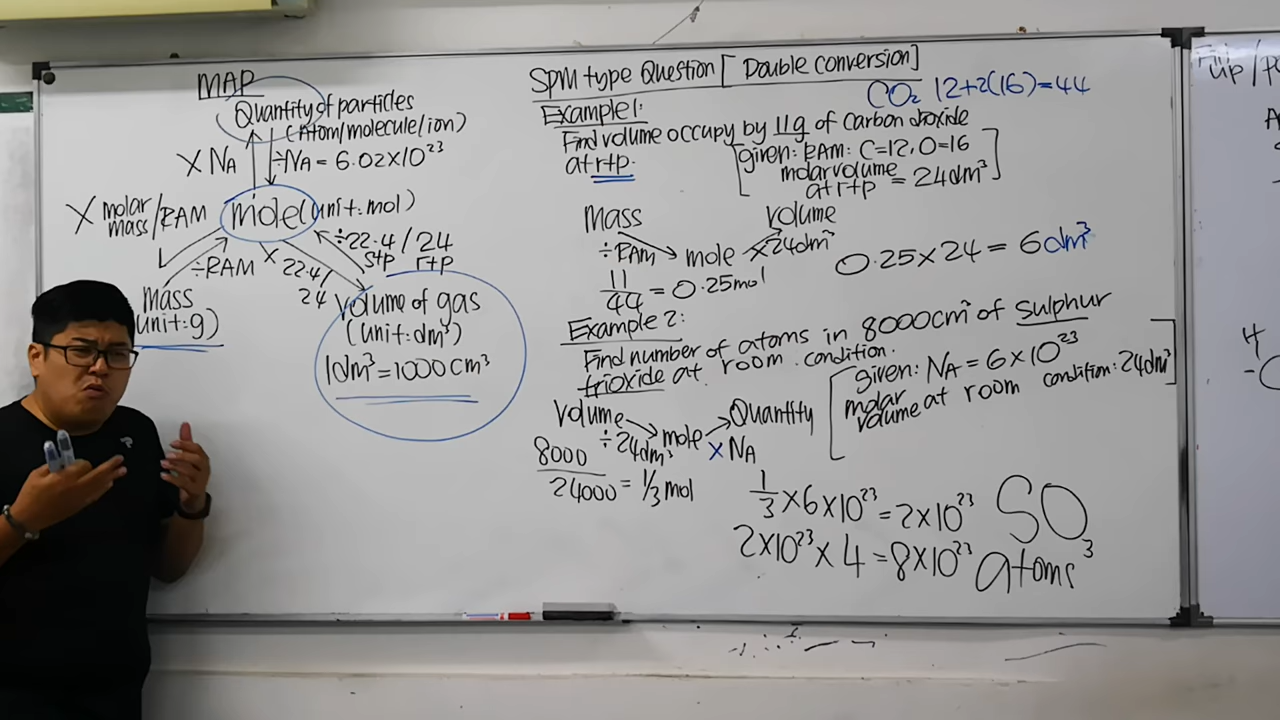 MAP
Quantity of particles
(Atom/molecule/ion)
× NA
÷NA = 6.02×10²³
× molar mass/RAM
mole (unit: mol)
÷RAM
× 22.4/24
÷22.4/24
stp rtp
Mass
(unit: g)
Volume of gas
(unit: dm³)
1dm³=1000cm³
SPM type Question [Double conversion]
CO₂ 12+2(16)=44
Example 1:
Find volume occupy by 11g of Carbon dioxide
at rtp.
[given: RAM: C=12, O=16
molar volume
at rtp = 24dm³]
Mass volume
÷RAM mole ×24dm³
11/44 = 0.25mol
0.25×24 = 6dm³
Example 2:
Find number of atoms in 8000cm³ of sulphur
trioxide at room condition.
[given: NA = 6×10²³
molar volume at room condition: 24dm³]
Volume mole Quantity
÷24dm³ × NA
8000/24000 = 1/3 mol
1/3 ×6×10²³ = 2×10²³
SO₃
2×10²³ × 4 = 8×10²³ atoms
up/
4